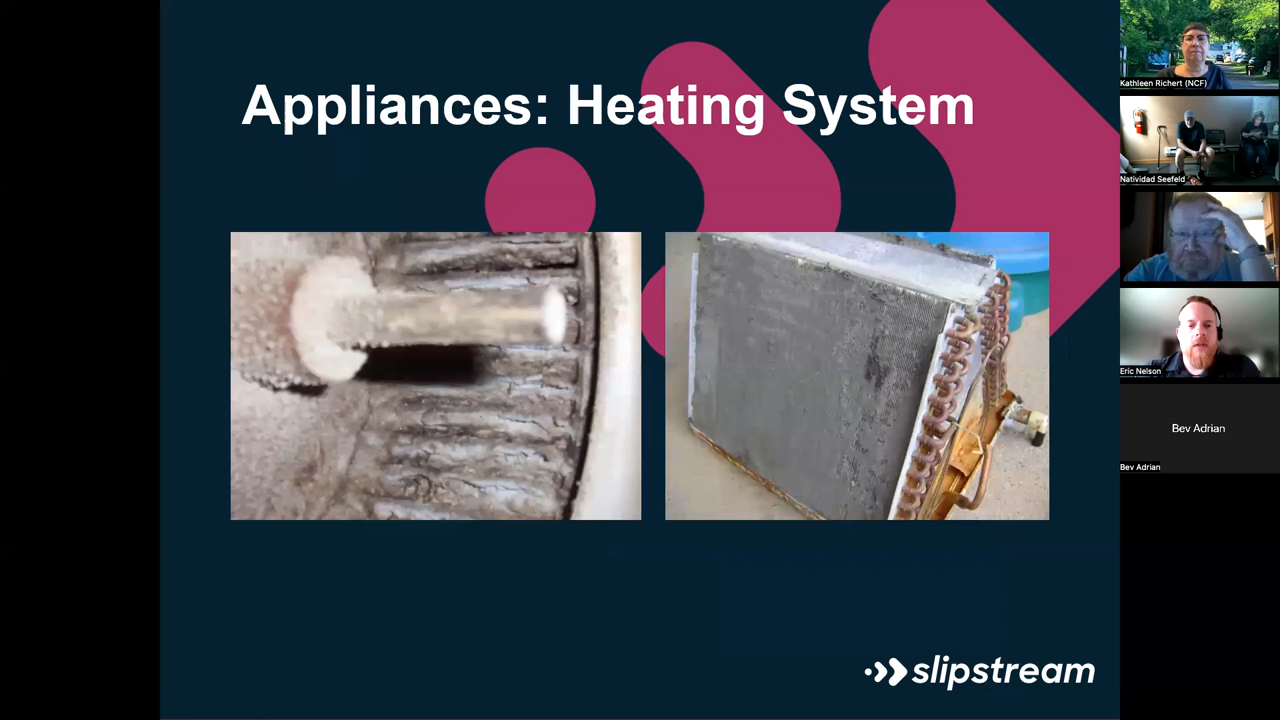 Appliances: Heating System
slipstream
Kathleen Richert (NCF)
Natividad Seefeld
Eric Nelson
Bev Adrian
Bev Adrian